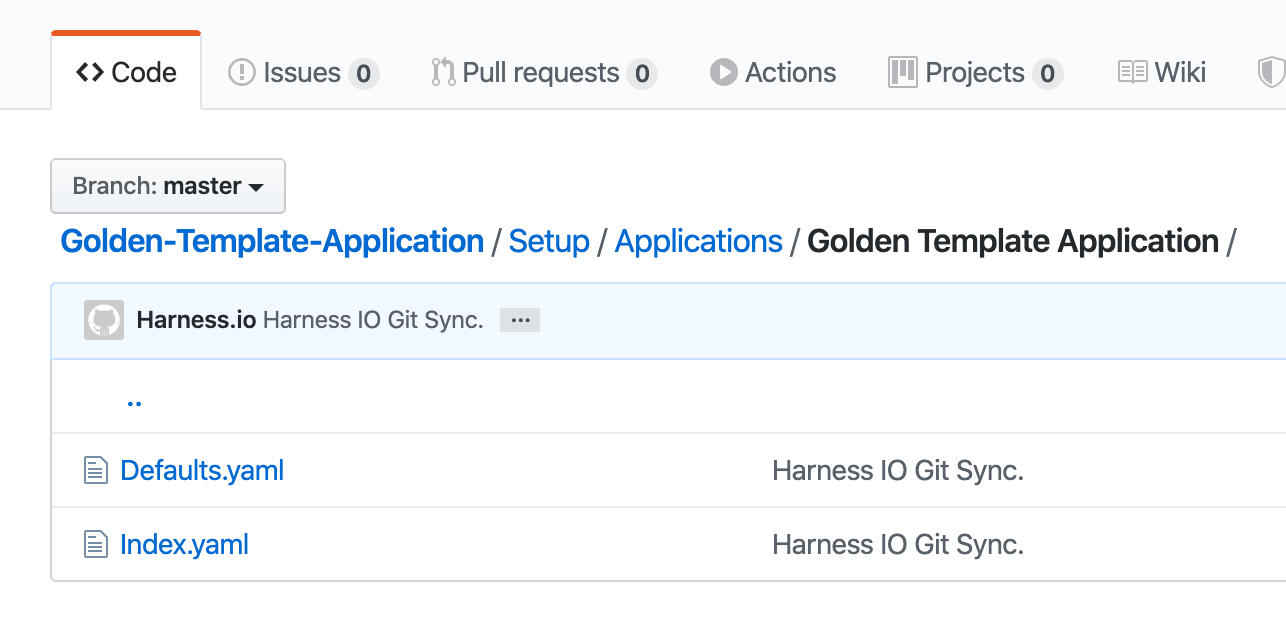 <> Code Issues 0 Pull requests 0 Actions Projects 0 Wiki
Branch: master
Golden-Template-Application / Setup / Applications / Golden Template Application /
Harness.io Harness IO Git Sync. ...
..
Defaults.yaml Harness IO Git Sync.
Index.yaml Harness IO Git Sync.